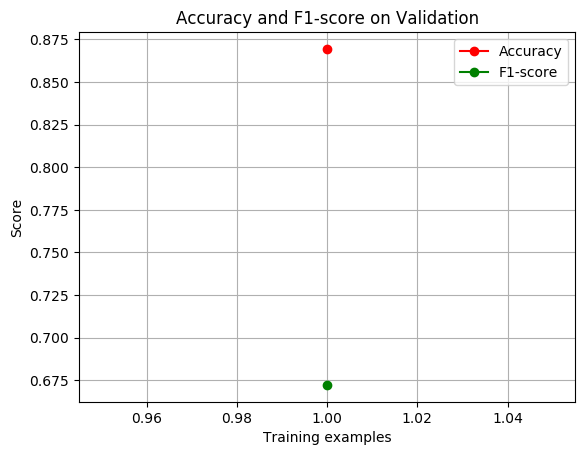 Accuracy and F1-score on Validation
0.875
0.850
0.825
0.800
0.775
0.750
0.725
0.700
0.675
Score
Accuracy
F1-score
0.96
0.98
1.00
1.02
1.04
Training examples